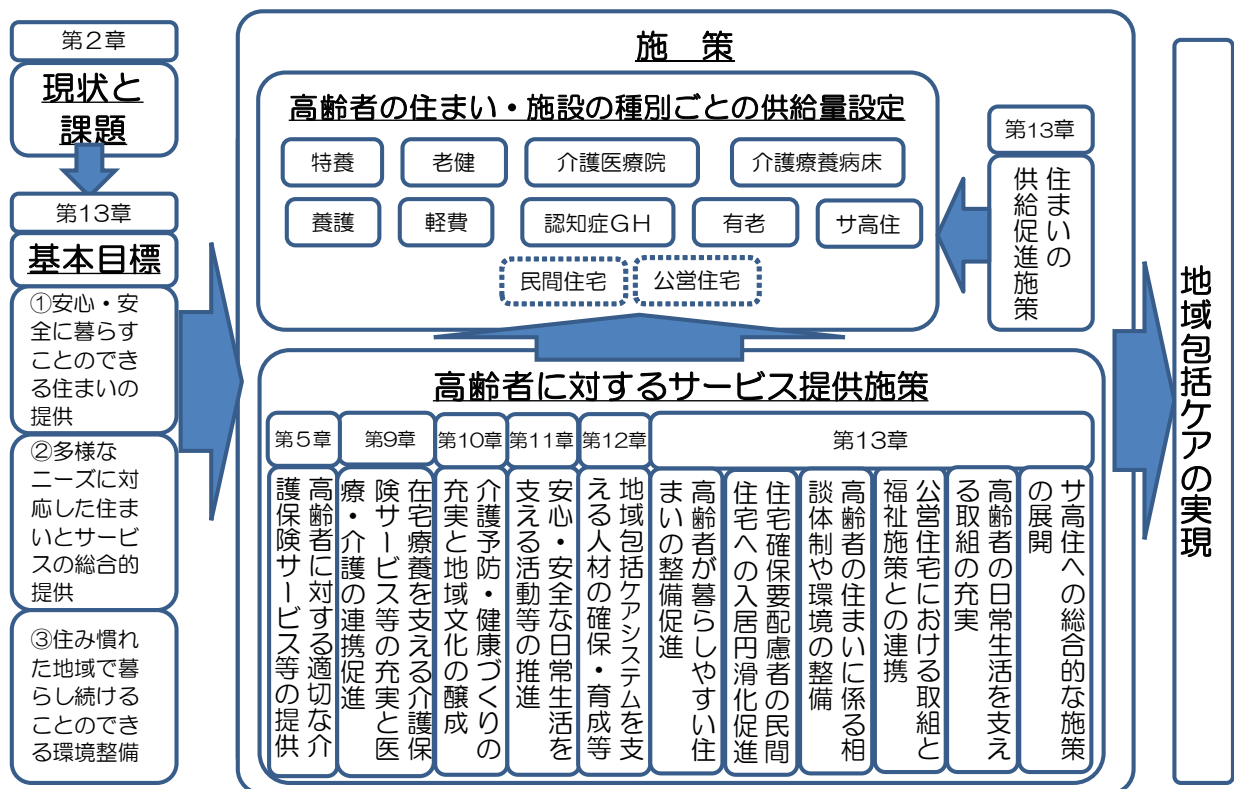 第2章
現状と
課題
第13章
基本目標
①安心・安
全に暮らす
ことのでき
る住まいの
提供
②多様な
ニーズに対
応した住ま
いとサービ
スの総合的
提供
③住み慣れ
た地域で暮
らし続ける
ことのでき
る環境整備
施 策
高齢者の住まい・施設の種別ごとの供給量設定
特養
老健
介護医療院
介護療養病床
養護
軽費
認知症GH
有老
サ高住
民間住宅
公営住宅
第13章
住まいの
供給促進施策
高齢者に対するサービス提供施策
第5章
高齢者に対する適切な介
護保険サービス等の提供
第9章
在宅療養を支える介護保
険サービス等の充実と医
療・介護の連携促進
第10章
介護予防・健康づくりの
充実と地域文化の醸成
第11章
安心・安全な日常生活を
支える活動等の推進
第12章
地域包括ケアシステムを支
える人材の確保・育成等
第13章
高齢者が暮らしやすい住
まいの整備促進
住宅確保要配慮者の民間
住宅への入居円滑化促進
高齢者の住まいに係る相
談体制や環境の整備
公営住宅における取組と
福祉施策との連携
高齢者の日常生活を支え
る取組の充実
サ高住への総合的な施策
の展開
地域包括ケアの実現